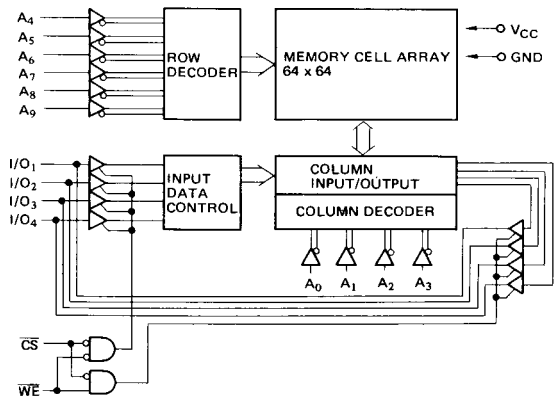 A4
A5
A6
A7
A8
A9
ROW
DECODER
MEMORY CELL ARRAY
64 x 64
VCC
GND
I/O1
I/O2
I/O3
I/O4
INPUT
DATA
CONTROL
COLUMN
INPUT/OUTPUT
COLUMN DECODER
A0 A1 A2 A3
CS
WE